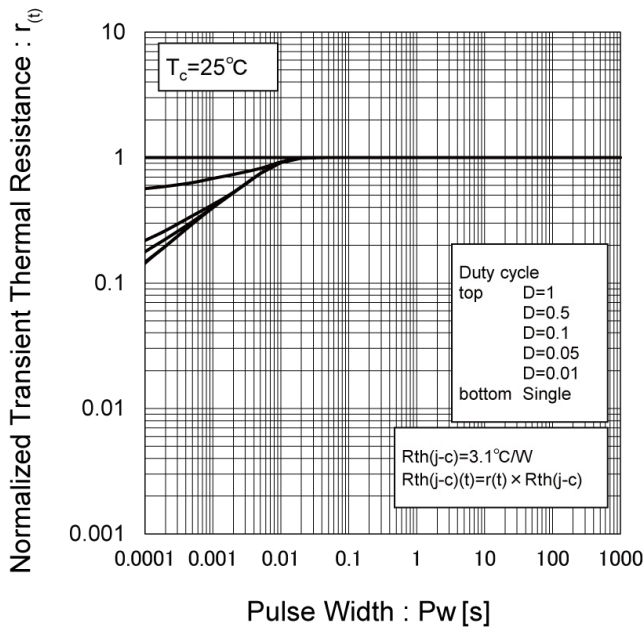 Normalized Transient Thermal Resistance : r(t)
10
1
0.1
0.01
0.001
Tc=25℃
Duty cycle
top D=1
D=0.5
D=0.1
D=0.05
D=0.01
bottom Single
Rth(j-c)=3.1℃/W
Rth(j-c)(t)=r(t)×Rth(j-c)
0.0001 0.001 0.01 0.1 1 10 100 1000
Pulse Width : Pw [s]